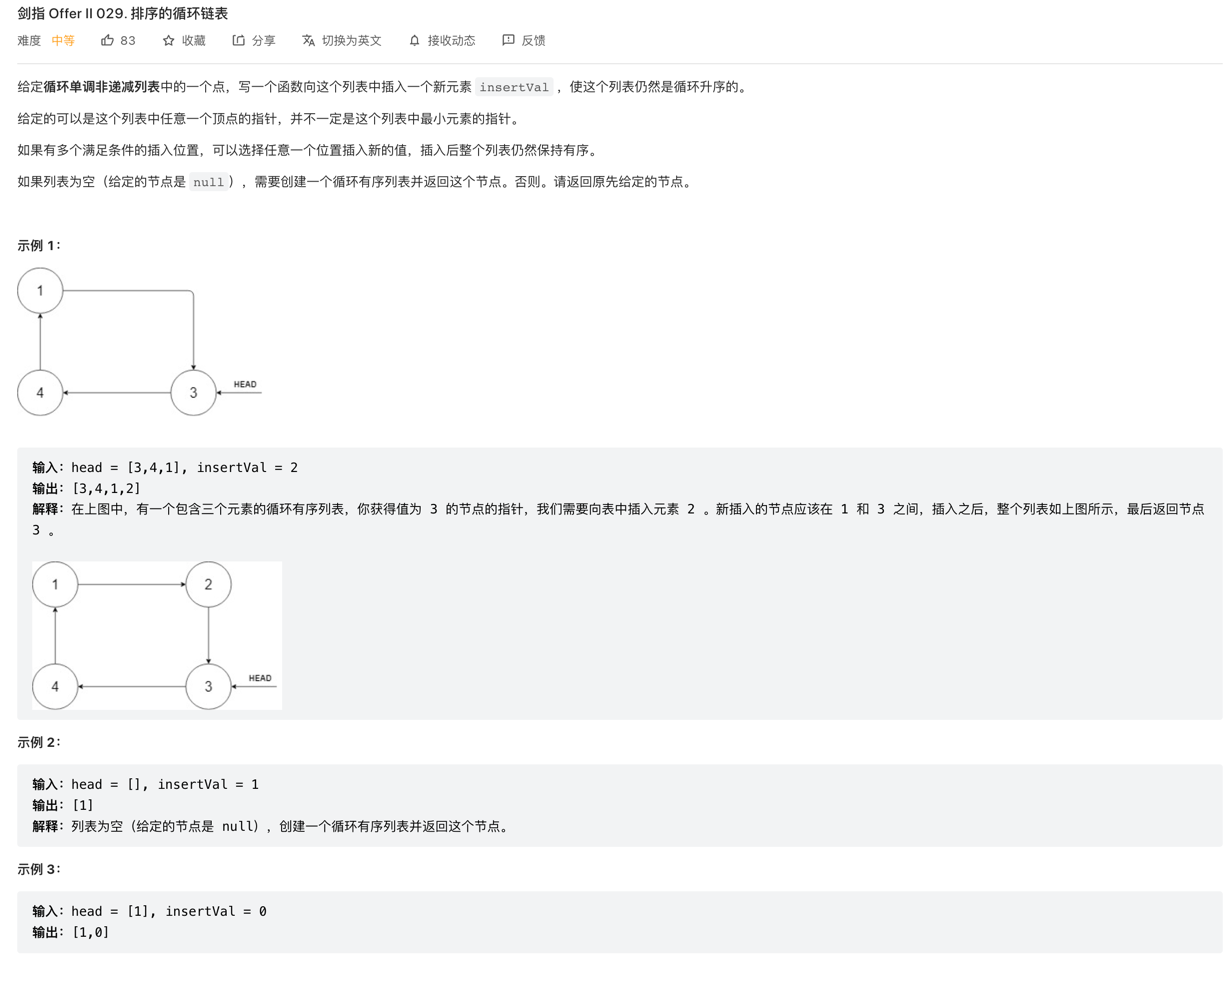 剑指 Offer II 029. 排序的循环链表
难度 中等 83 收藏 分享 切换为英文 接收动态 反馈
给定循环单调非递减列表中的一个点，写一个函数向这个列表中插入一个新元素 insertVal ，使这个列表仍然是循环升序的。
给定的可以是这个列表中任意一个顶点的指针，并不一定是这个列表中最小元素的指针。
如果有多个满足条件的插入位置，可以选择任意一个位置插入新的值，插入后整个列表仍然保持有序。
如果列表为空（给定的节点是 null），需要创建一个循环有序列表并返回这个节点。否则。请返回原先给定的节点。
示例 1：
1
4
3
HEAD
输入：head = [3,4,1], insertVal = 2
输出：[3,4,1,2]
解释：在上图中，有一个包含三个元素的循环有序列表，你获得值为 3 的节点的指针，我们需要向表中插入元素 2 。新插入的节点应该在 1 和 3 之间，插入之后，整个列表如上图所示，最后返回节点
3 。
1
2
4
3
HEAD
示例 2：
输入：head = [], insertVal = 1
输出：[1]
解释：列表为空（给定的节点是 null），创建一个循环有序列表并返回这个节点。
示例 3：
输入：head = [1], insertVal = 0
输出：[1,0]